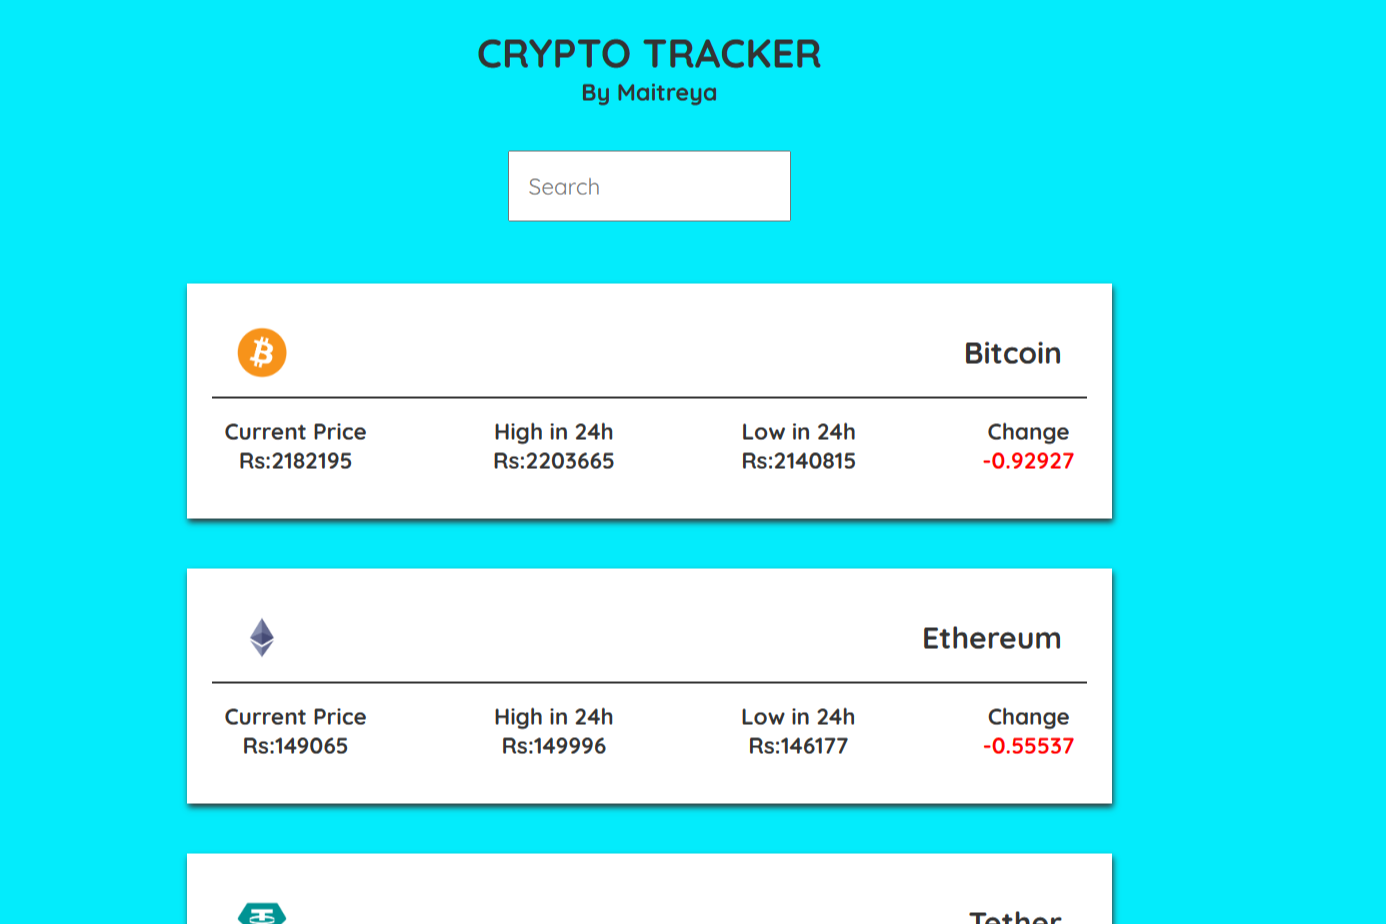 CRYPTO TRACKER
By Maitreya
Search
Bitcoin
Current Price High in 24h Low in 24h Change
Rs:2182195 Rs:2203665 Rs:2140815 -0.92927
Ethereum
Current Price High in 24h Low in 24h Change
Rs:149065 Rs:149996 Rs:146177 -0.55537
Tether